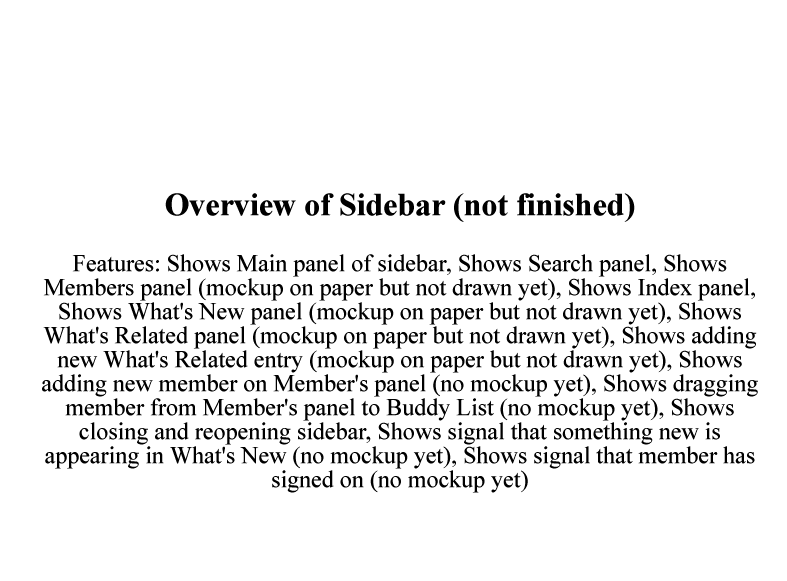 Overview of Sidebar (not finished)
Features: Shows Main panel of sidebar, Shows Search panel, Shows
Members panel (mockup on paper but not drawn yet), Shows Index panel,
Shows What's New panel (mockup on paper but not drawn yet), Shows
What's Related panel (mockup on paper but not drawn yet), Shows adding
new What's Related entry (mockup on paper but not drawn yet), Shows
adding new member on Member's panel (no mockup yet), Shows dragging
member from Member's panel to Buddy List (no mockup yet), Shows
closing and reopening sidebar, Shows signal that something new is
appearing in What's New (no mockup yet), Shows signal that member has
signed on (no mockup yet)